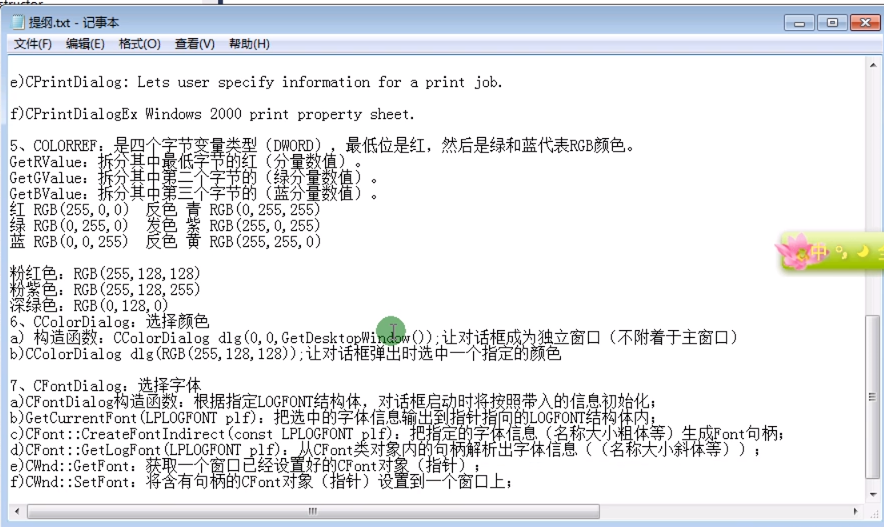 structor
提纲.txt - 记事本
文件(F) 编辑(E) 格式(O) 查看(V) 帮助(H)
e)CPrintDialog: Lets user specify information for a print job.
f)CPrintDialogEx Windows 2000 print property sheet.
5、COLORREF：是四个字节变量类型（DWORD），最低位是红，然后是绿和蓝代表RGB颜色。
GetRValue：拆分其中最低字节的红（分量数值）。
GetGValue：拆分其中第二个字节的（绿分量数值）。
GetBValue：拆分其中第三个字节的（蓝分量数值）。
红 RGB(255,0,0) 反色 青 RGB(0,255,255)
绿 RGB(0,255,0) 发色 紫 RGB(255,0,255)
蓝 RGB(0,0,255) 反色 黄 RGB(255,255,0)
粉红色：RGB(255,128,128)
粉紫色：RGB(255,128,255)
深绿色：RGB(0,128,0)
6、CColorDialog：选择颜色
a) 构造函数：CColorDialog dlg(0,0,GetDesktopWindow());让对话框成为独立窗口（不附着于主窗口）
b)CColorDialog dlg(RGB(255,128,128));让对话框弹出时选中一个指定的颜色
7、CFontDialog：选择字体
a)CFontDialog构造函数：根据指定LOGFONT结构体，对话框启动时将按照带入的信息初始化；
b)GetCurrentFont(LPLOGFONT plf)：把选中的字体信息输出到指针指向的LOGFONT结构体内；
c)CFont::CreateFontIndirect(const LPLOGFONT plf)：把指定的字体信息（名称大小粗体等）生成Font句柄；
d)CFont::GetLogFont(LPLOGFONT plf)：从CFont类对象内的句柄解析出字体信息（（名称大小斜体等））；
e)CWnd::GetFont：获取一个窗口已经设置好的CFont对象（指针）；
f)CWnd::SetFont：将含有句柄的CFont对象（指针）设置到一个窗口上；
中